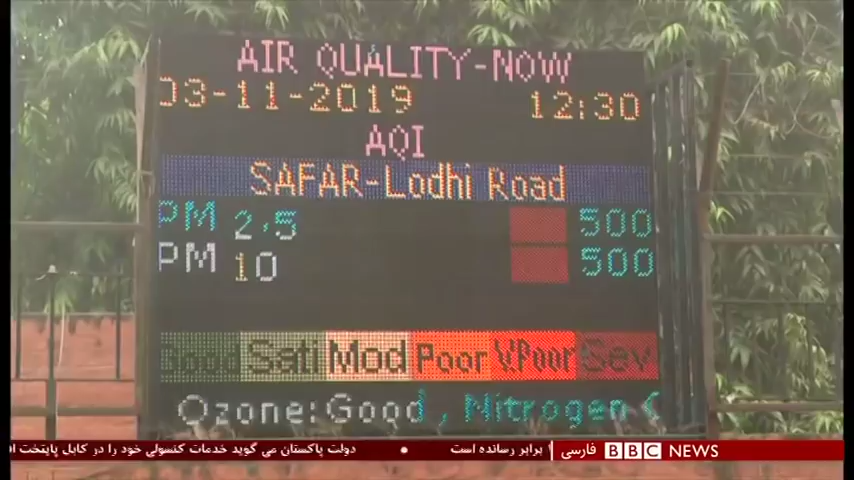 AIR QUALITY-NOW
03-11-2019 12:30
AQI
SAFAR-Lodhi Road
PM 2.5 500
PM 10 500
Good Sati Mod Poor V.Poor Sev
Ozone:Good , Nitrogen
دولت پاکستان می گوید خدمات کنسولی خود را در کابل پایتخت ا
برابر رسانده است
فارسی BBC NEWS